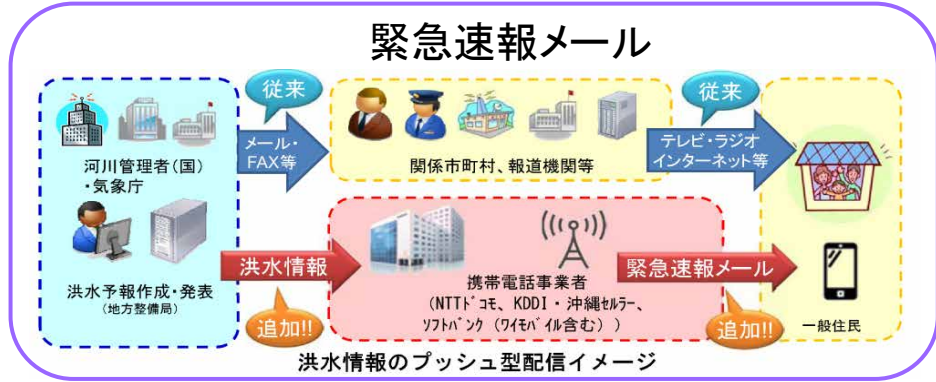 緊急速報メール
従来
従来
河川管理者(国)
・気象庁
メール・
FAX等
関係市町村、報道機関等
テレビ・ラジオ
インターネット等
洪水予報作成・発表
(地方整備局)
洪水情報
追加!!
携帯電話事業者
(NTTﾄﾞｺﾓ、KDDI・沖縄ｾﾙﾗｰ、
ｿﾌﾄﾊﾞﾝｸ(ﾜｲﾓﾊﾞｲﾙ含む))
緊急速報メール
追加!!
一般住民
洪水情報のプッシュ型配信イメージ